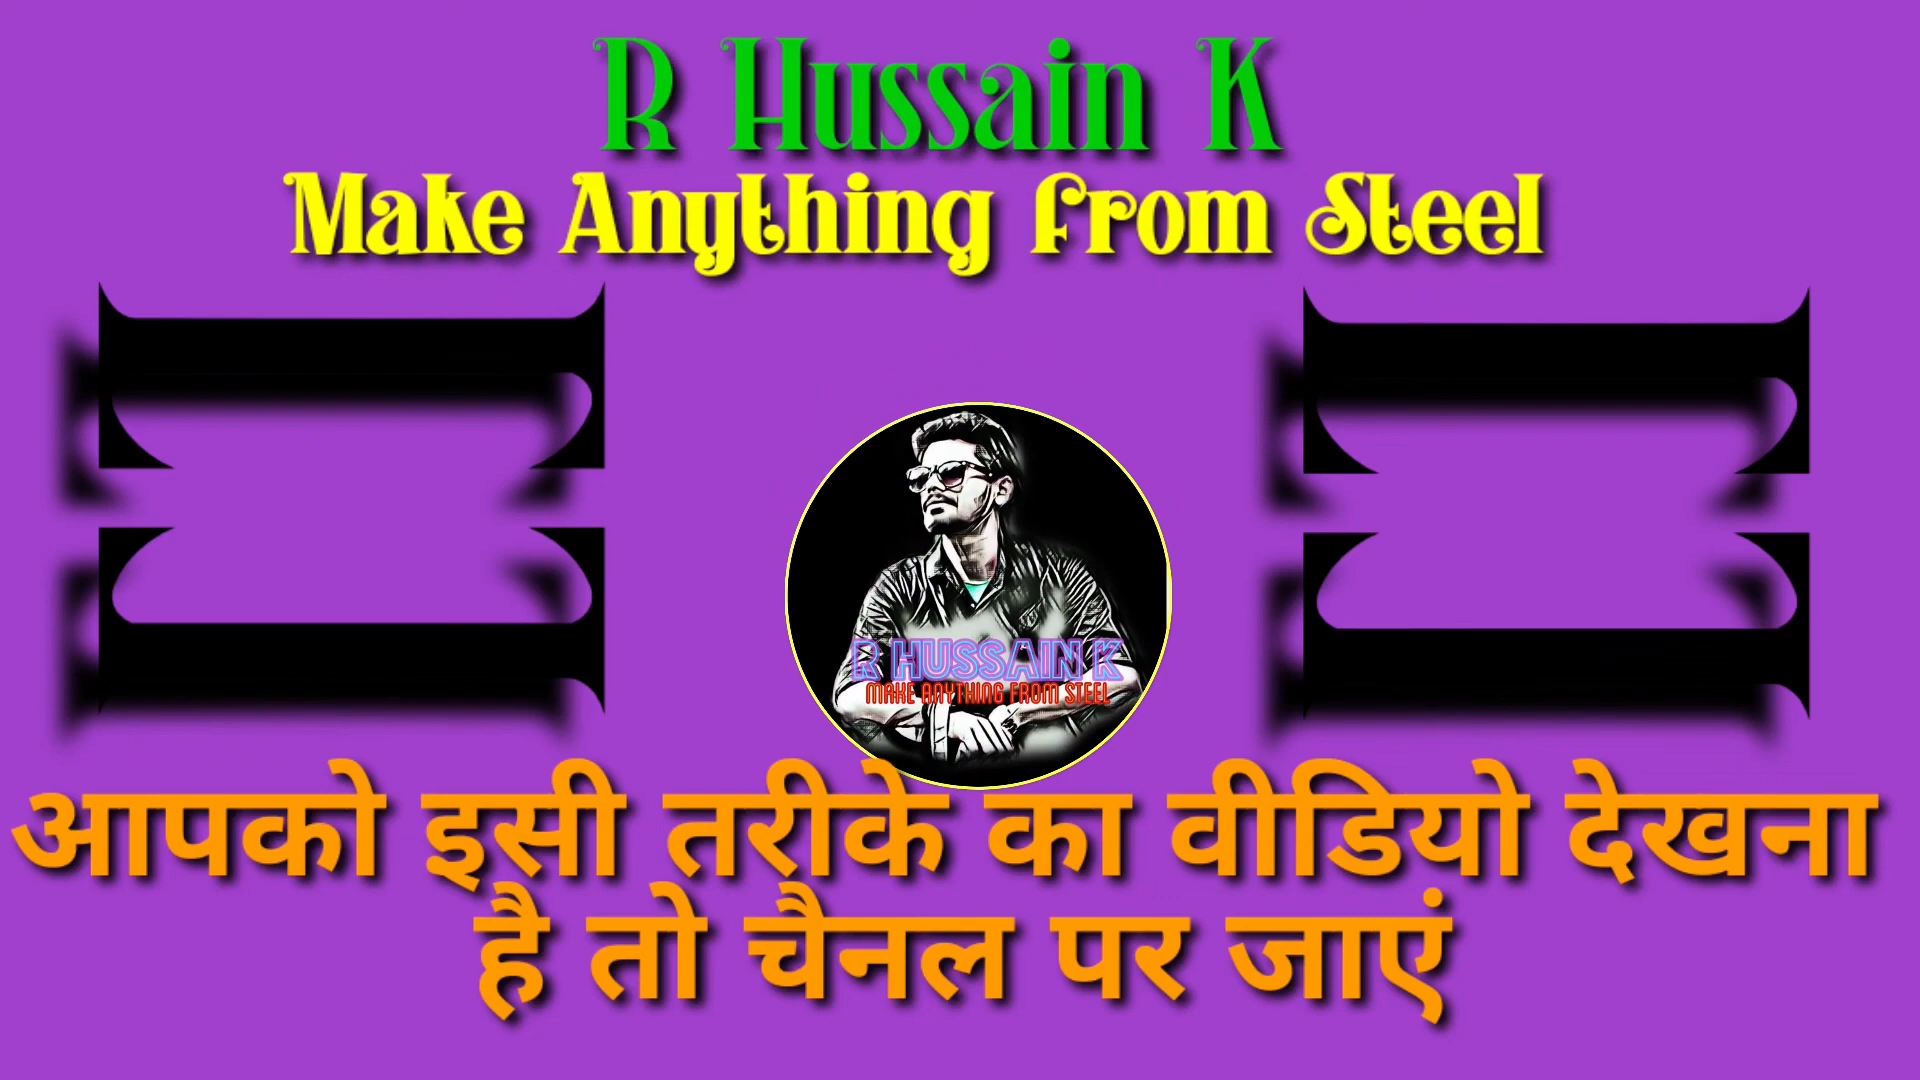 R Hussain K
Make Anything from Steel
R HUSSAIN K
MAKE ANYTHING FROM STEEL
आपको इसी तरीके का वीडियो देखना
है तो चैनल पर जाएं